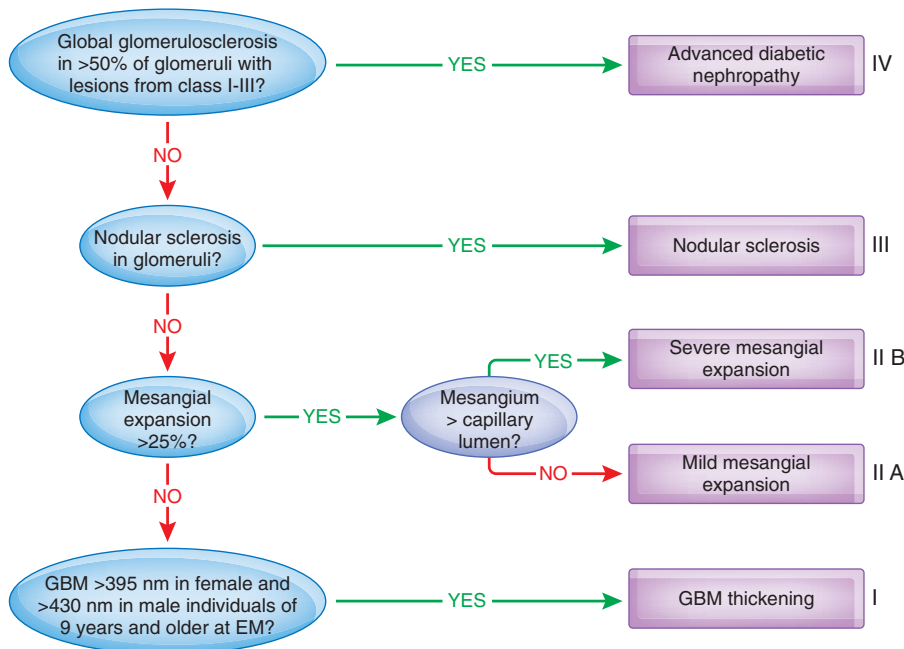 Global glomerulosclerosis
in >50% of glomeruli with
lesions from class I-III?
YES
Advanced diabetic
nephropathy
IV
NO
Nodular sclerosis
in glomeruli?
YES
Nodular sclerosis
III
NO
Mesangial
expansion
>25%?
YES
Mesangium
> capillary
lumen?
YES
Severe mesangial
expansion
II B
NO
Mild mesangial
expansion
II A
NO
GBM >395 nm in female and
>430 nm in male individuals of
9 years and older at EM?
YES
GBM thickening
I